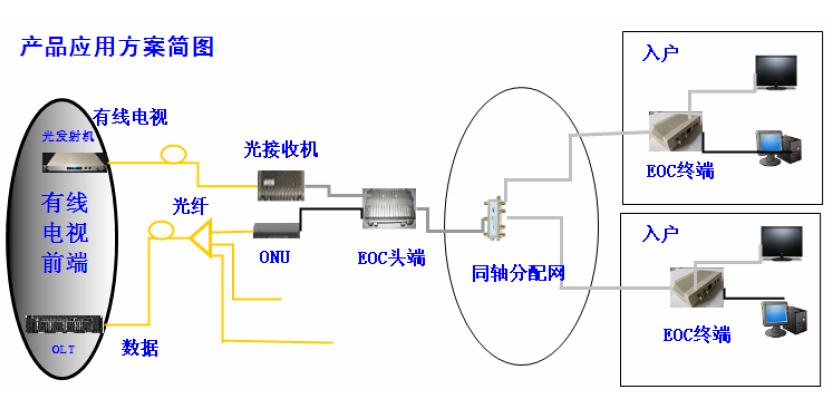 产品应用方案简图
有线电视
光发射机
有线
电视
前端
OLT
数据
光纤
光接收机
ONU
EOC头端
同轴分配网
入户
EOC终端
入户
EOC终端